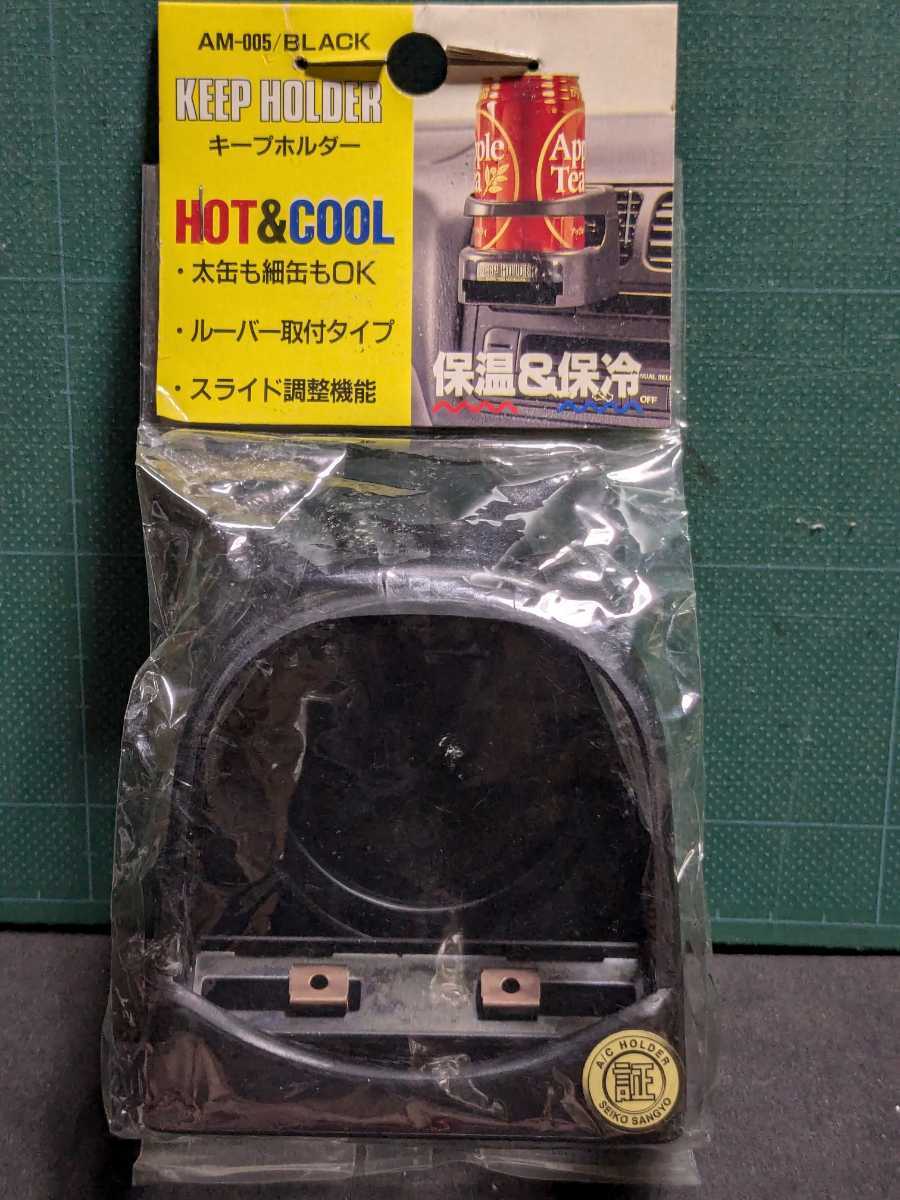 AM-005/BLACK
KEEP HOLDER
キープホルダー
HOT&COOL
・太缶も細缶もOK
・ルーバー取付タイプ
・スライド調整機能
Apple
Tea
KEEP HOLDER
保温&保冷
OFF
A/C HOLDER
証
SEIKO SANGYO